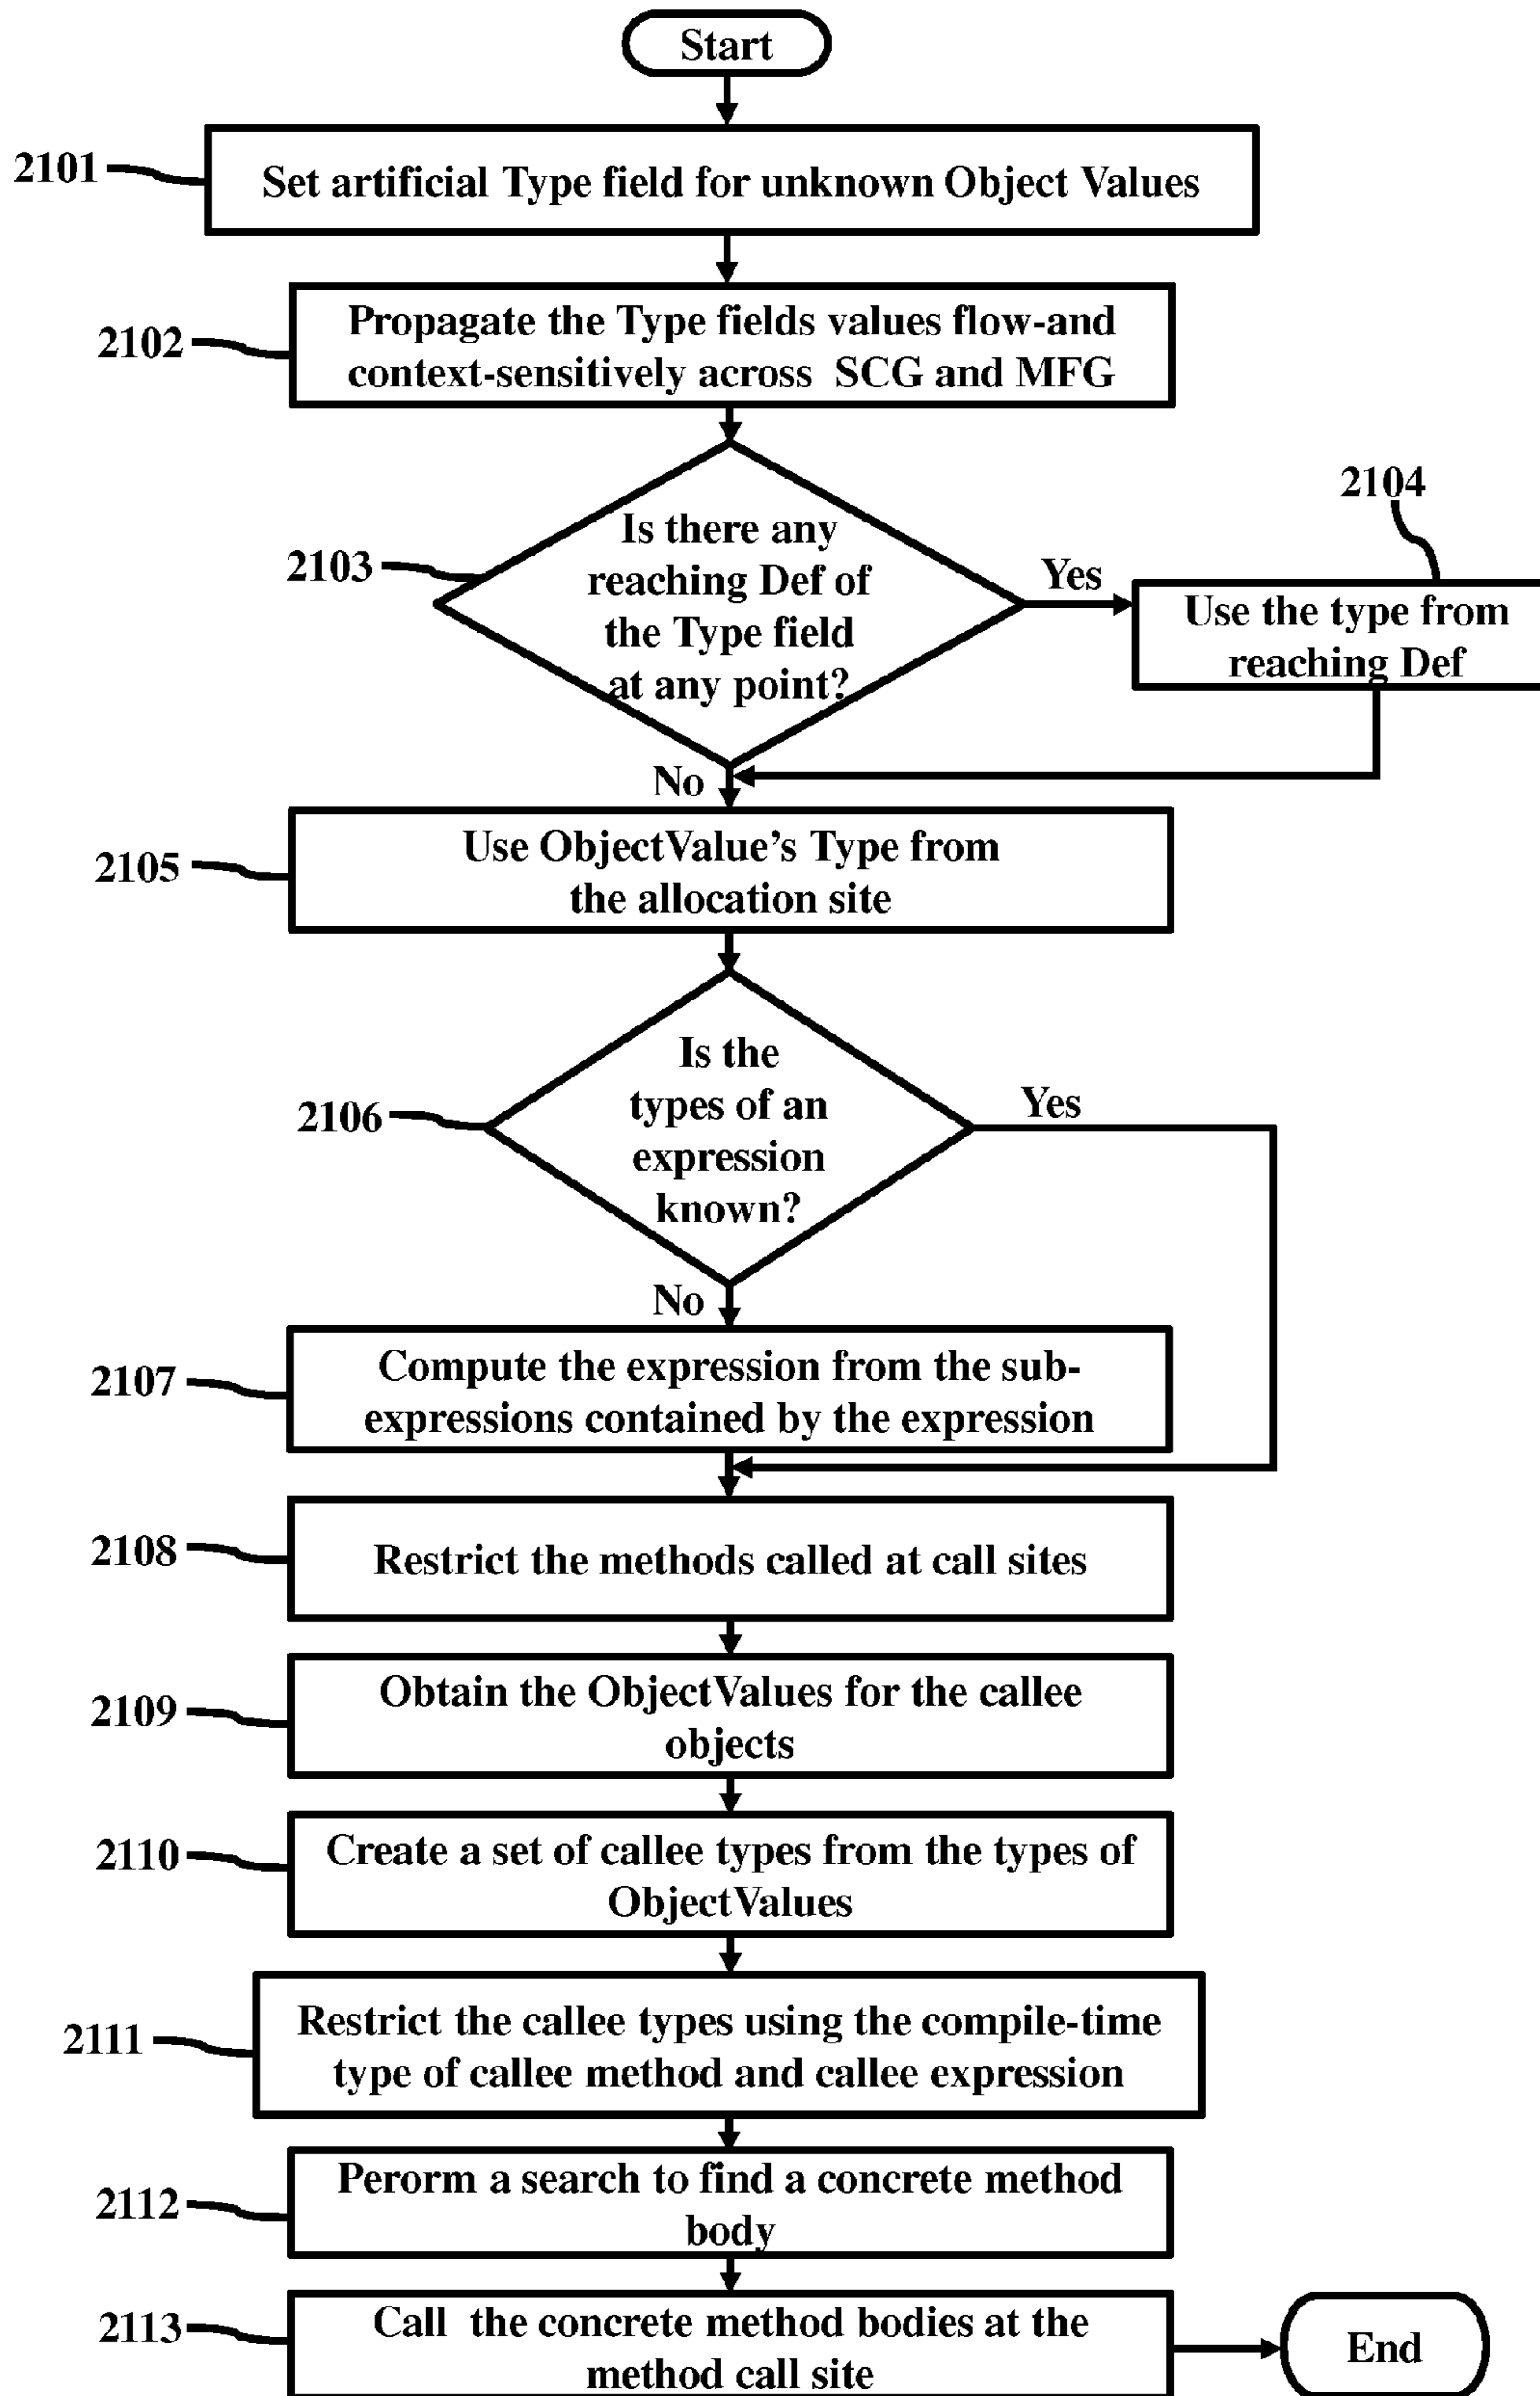 Start
2101
Set artificial Type field for unknown Object Values
2102
Propagate the Type fields values flow-and
context-sensitively across SCG and MFG
2103
Is there any
reaching Def of
the Type field
at any point?
Yes
2104
Use the type from
reaching Def
No
2105
Use ObjectValue's Type from
the allocation site
2106
Is the
types of an
expression
known?
Yes
No
2107
Compute the expression from the sub-
expressions contained by the expression
2108
Restrict the methods called at call sites
2109
Obtain the ObjectValues for the callee
objects
2110
Create a set of callee types from the types of
ObjectValues
2111
Restrict the callee types using the compile-time
type of callee method and callee expression
2112
Perorm a search to find a concrete method
body
2113
Call the concrete method bodies at the
method call site
End